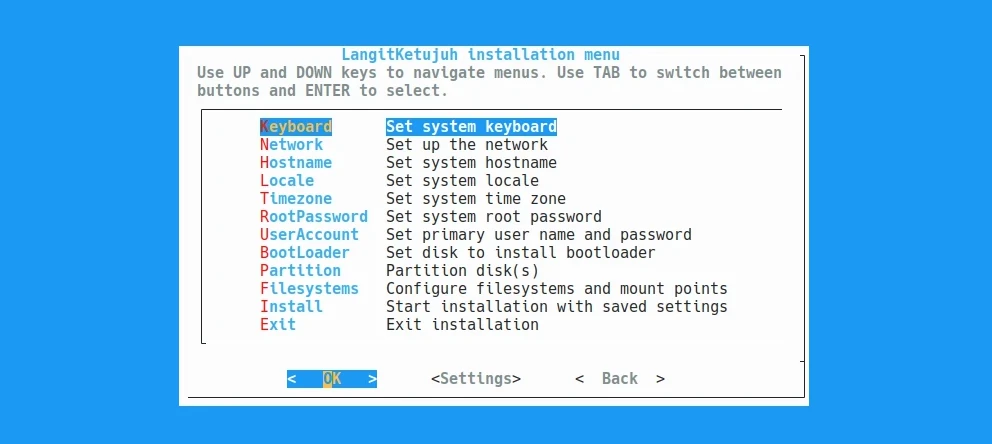 LangitKetujuh installation menu
Use UP and DOWN keys to navigate menus. Use TAB to switch between
buttons and ENTER to select.
Keyboard Set system keyboard
Network Set up the network
Hostname Set system hostname
Locale Set system locale
Timezone Set system time zone
RootPassword Set system root password
UserAccount Set primary user name and password
BootLoader Set disk to install bootloader
Partition Partition disk(s)
Filesystems Configure filesystems and mount points
Install Start installation with saved settings
Exit Exit installation
< OK > <Settings> < Back >